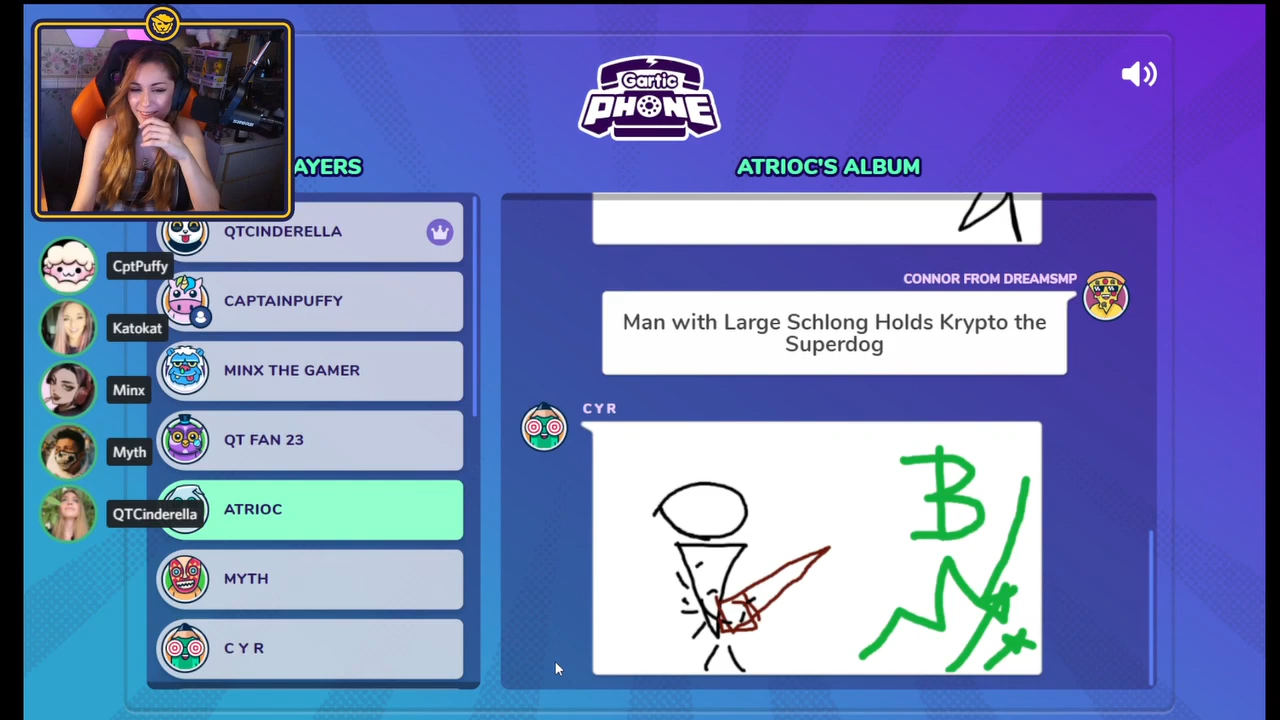 Gartic
PHONE
AYERS
ATRIOC'S ALBUM
QTCINDERELLA
CptPuffy
CAPTAINPUFFY
CONNOR FROM DREAMSMP
Man with Large Schlong Holds Krypto the
Superdog
Katokat
MINX THE GAMER
Minx
CYR
QT FAN 23
Myth
ATRIOC
QTCinderella
MYTH
CYR
B